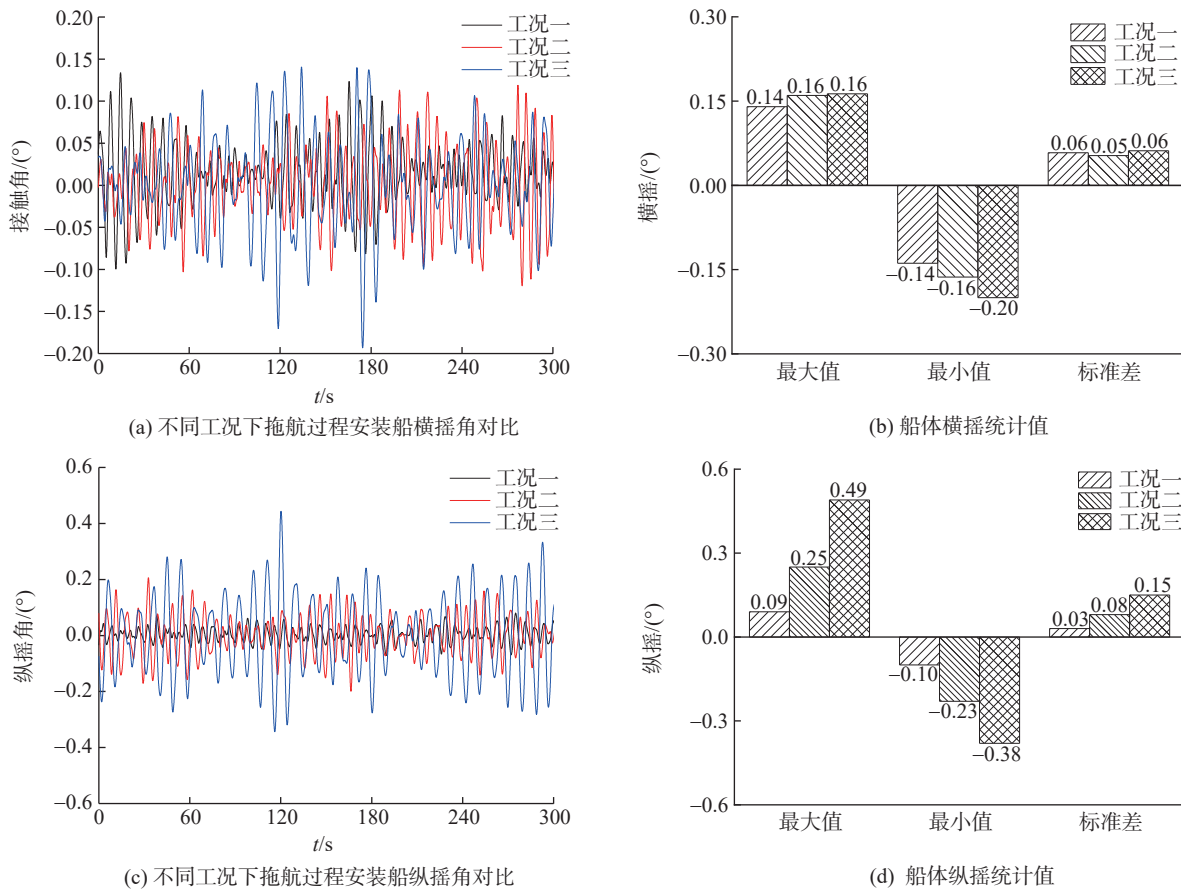 0.20
0.15
0.10
0.05
0.00
−0.05
−0.10
−0.15
−0.20
接触角/(°)
工况一
工况二
工况三
0
60
120
180
240
300
t/s
(a) 不同工况下拖航过程安装船横摇角对比
0.30
0.15
0.00
−0.15
−0.30
横摇/(°)
工况一
工况二
工况三
0.14
0.16
0.16
−0.14
−0.16
−0.20
0.06
0.05
0.06
最大值
最小值
标准差
(b) 船体横摇统计值
0.6
0.4
0.2
0.0
−0.2
−0.4
−0.6
纵摇角/(°)
工况一
工况二
工况三
0
60
120
180
240
300
t/s
(c) 不同工况下拖航过程安装船纵摇角对比
0.6
0.3
0.0
−0.3
−0.6
纵摇/(°)
工况一
工况二
工况三
0.09
0.25
0.49
−0.10
−0.23
−0.38
0.03
0.08
0.15
最大值
最小值
标准差
(d) 船体纵摇统计值